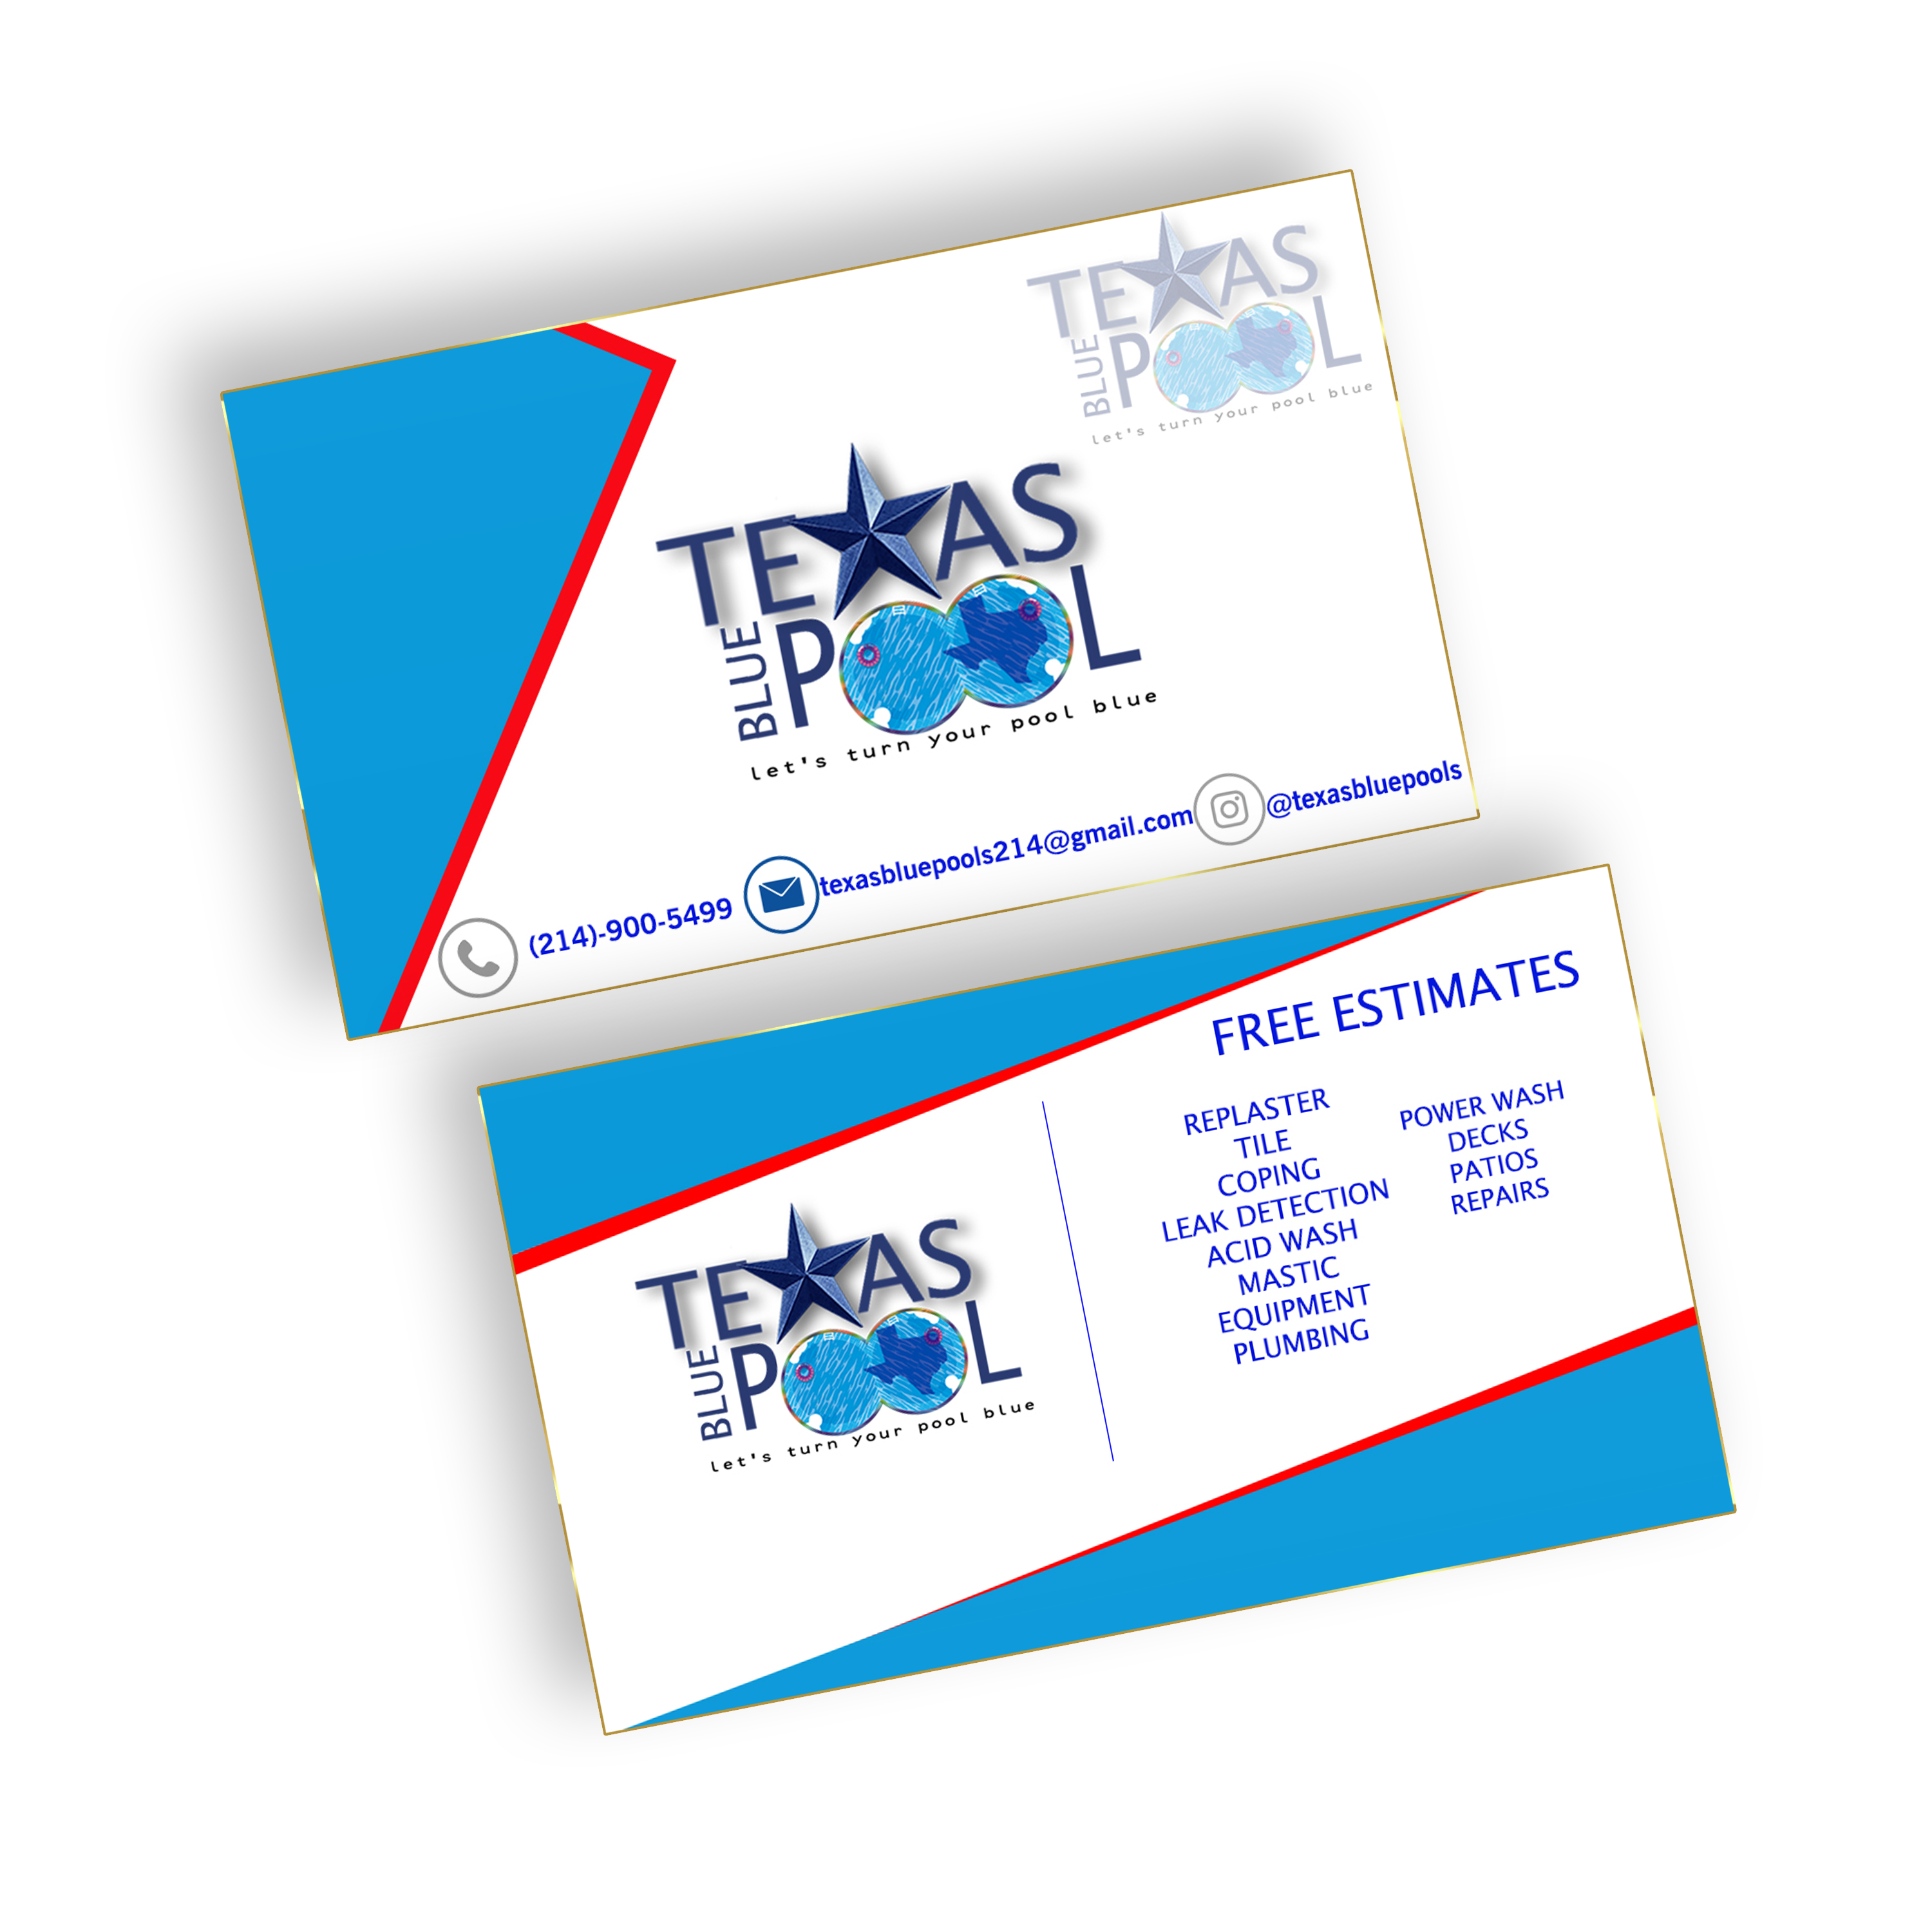 TEXAS
BLUE
POOL
let's turn your pool blue
TEXAS
BLUE
POOL
let's turn your pool blue
(214)-900-5499
texasbluepools214@gmail.com
@texasbluepools
FREE ESTIMATES
REPLASTER
TILE
COPING
LEAK DETECTION
ACID WASH
MASTIC
EQUIPMENT
PLUMBING
POWER WASH
DECKS
PATIOS
REPAIRS
TEXAS
BLUE
POOL
let's turn your pool blue